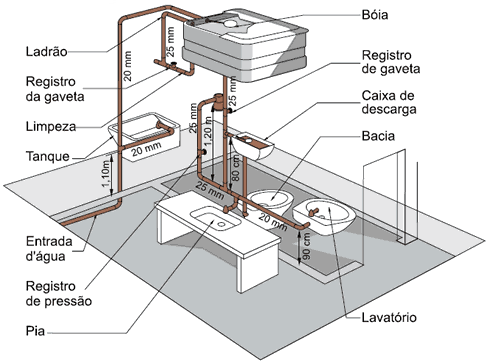 Bóia
Ladrão
25 mm
20 mm
Registro
da gaveta
Registro
de gaveta
25 mm
Limpeza
Caixa de
descarga
25 mm
1,20 m
Tanque
20 mm
Bacia
80 cm
1,10m
25 mm
20 mm
Entrada
d'água
90 cm
Registro
de pressão
Pia
Lavatório